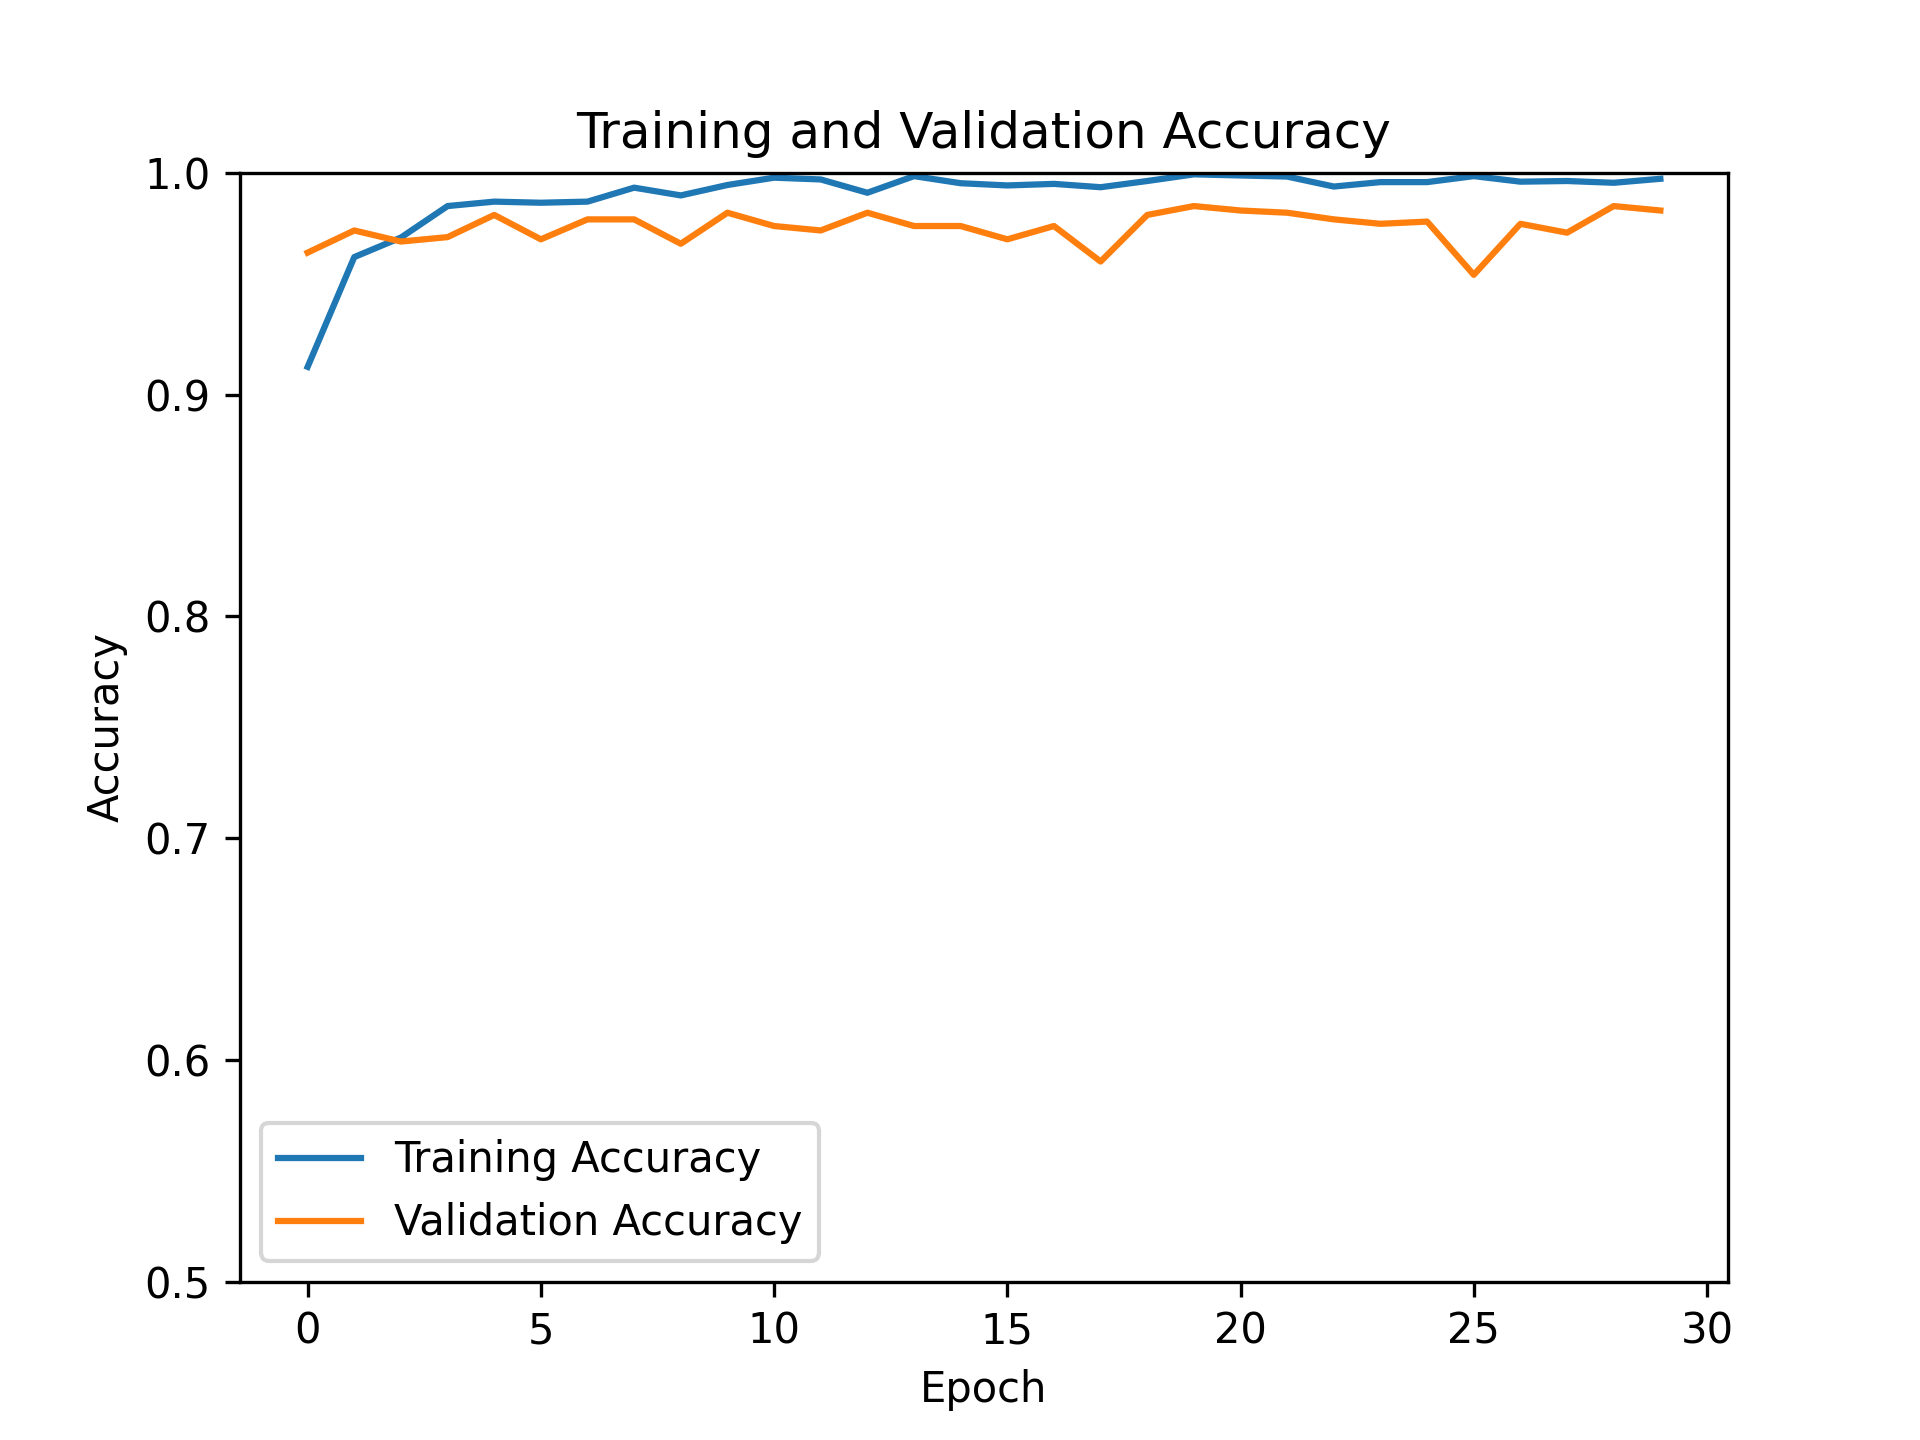 Training and Validation Accuracy
1.0
0.9
0.8
0.7
0.6
0.5
Accuracy
Training Accuracy
Validation Accuracy
0 5 10 15 20 25 30
Epoch